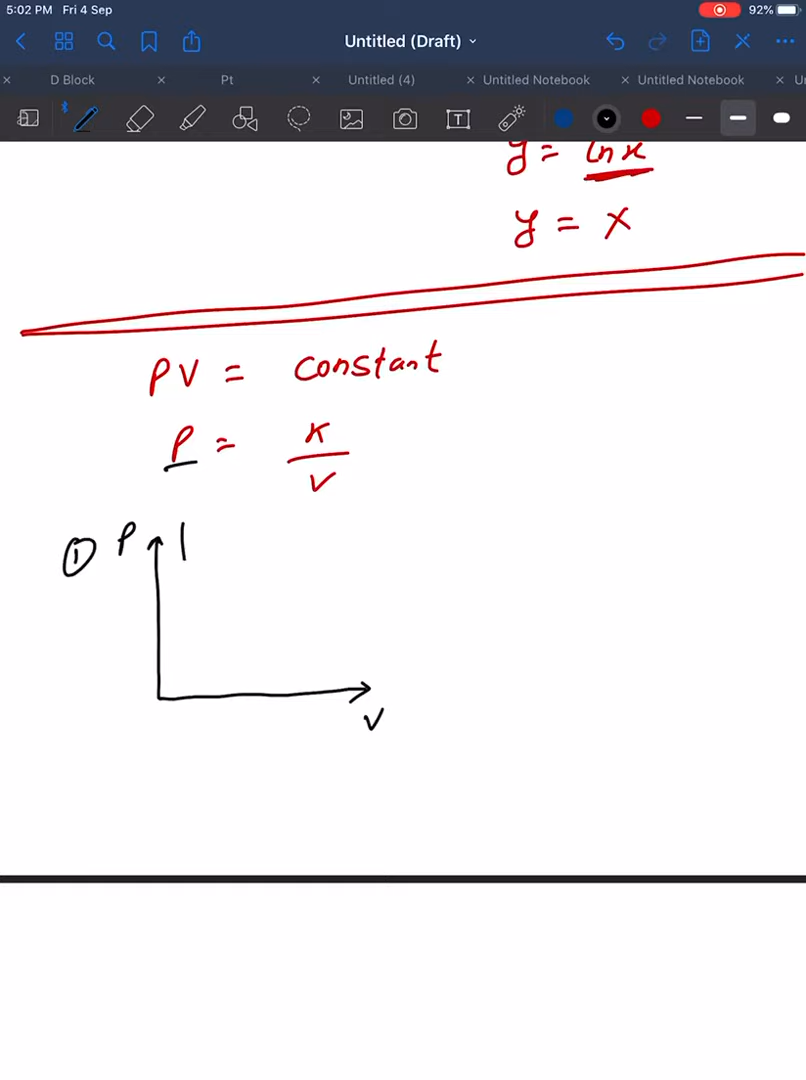 5:02 PM Fri 4 Sep 92%
Untitled (Draft)
D Block Pt Untitled (4) Untitled Notebook Untitled Notebook Un
T
y = ln x
y = x
PV = constant
P = K
V
① P
V